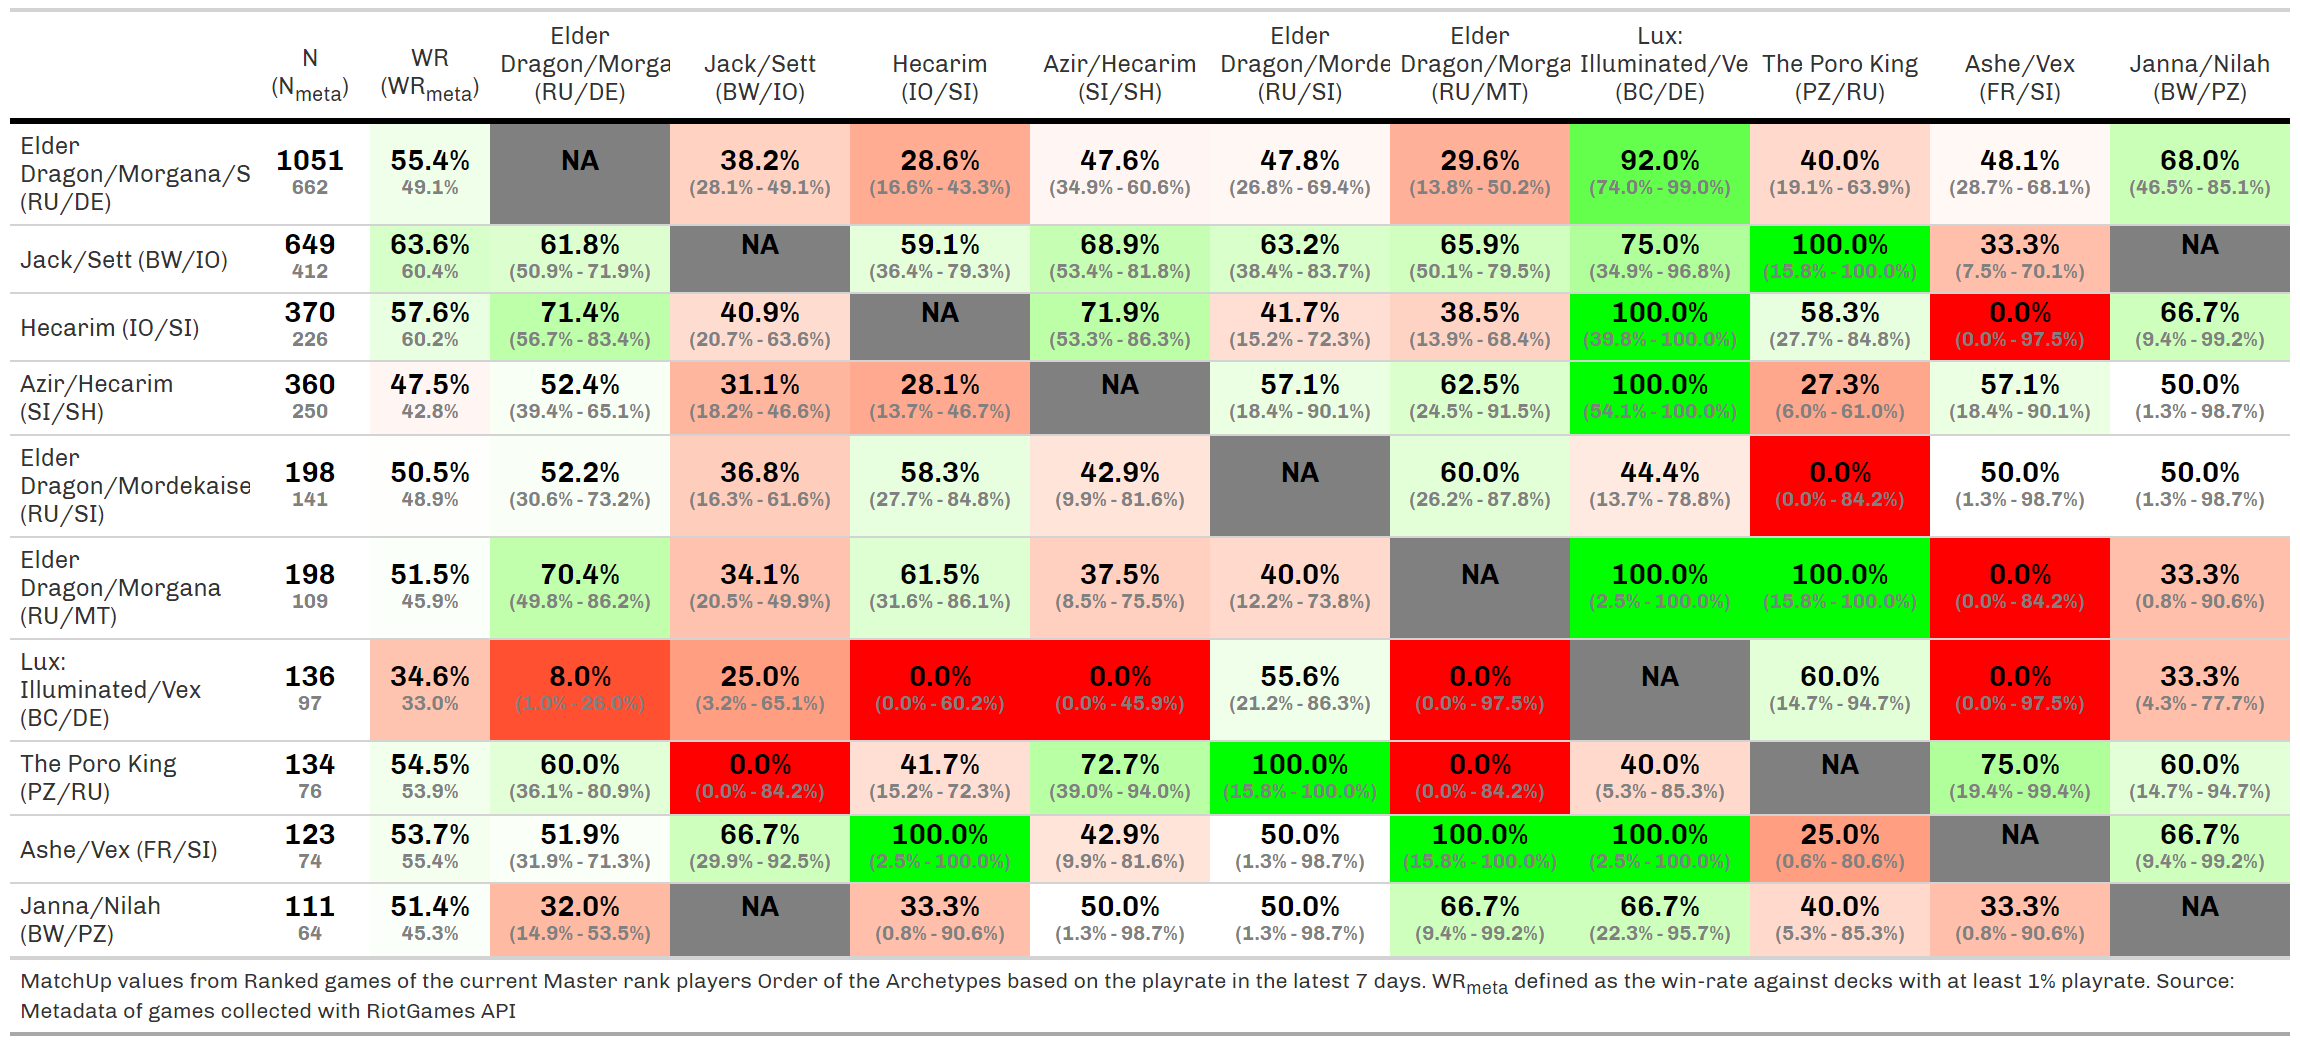 N (Nmeta) WR (WRmeta) Elder Dragon/Morga (RU/DE) Jack/Sett (BW/IO) Hecarim (IO/SI) Azir/Hecarim (SI/SH) Elder Dragon/Morde (RU/SI) Elder Dragon/Morga (RU/MT) Lux: Illuminated/Ve (BC/DE) The Poro King (PZ/RU) Ashe/Vex (FR/SI) Janna/Nilah (BW/PZ)
Elder Dragon/Morgana/S (RU/DE) 1051 55.4% NA 38.2% 28.6% 47.6% 47.8% 29.6% 92.0% 40.0% 48.1% 68.0%
662 49.1% (28.1% - 49.1%) (16.6% - 43.3%) (34.9% - 60.6%) (26.8% - 69.4%) (13.8% - 50.2%) (74.0% - 99.0%) (19.1% - 63.9%) (28.7% - 68.1%) (46.5% - 85.1%)
Jack/Sett (BW/IO) 649 63.6% 61.8% NA 59.1% 68.9% 63.2% 65.9% 75.0% 100.0% 33.3% NA
412 60.4% (50.9% - 71.9%) (36.4% - 79.3%) (53.4% - 81.8%) (38.4% - 83.7%) (50.1% - 79.5%) (34.9% - 96.8%) (15.8% - 100.0%) (7.5% - 70.1%)
Hecarim (IO/SI) 370 57.6% 71.4% 40.9% NA 71.9% 41.7% 38.5% 100.0% 58.3% 0.0% 66.7%
226 60.2% (56.7% - 83.4%) (20.7% - 63.6%) (53.3% - 86.3%) (15.2% - 72.3%) (13.9% - 68.4%) (39.8% - 100.0%) (27.7% - 84.8%) (0.0% - 97.5%) (9.4% - 99.2%)
Azir/Hecarim (SI/SH) 360 47.5% 52.4% 31.1% 28.1% NA 57.1% 62.5% 100.0% 27.3% 57.1% 50.0%
250 42.8% (39.4% - 65.1%) (18.2% - 46.6%) (13.7% - 46.7%) (18.4% - 90.1%) (24.5% - 91.5%) (54.1% - 100.0%) (6.0% - 61.0%) (18.4% - 90.1%) (1.3% - 98.7%)
Elder Dragon/Mordekaise (RU/SI) 198 50.5% 52.2% 36.8% 58.3% 42.9% NA 60.0% 44.4% 0.0% 50.0% 50.0%
141 48.9% (30.6% - 73.2%) (16.3% - 61.6%) (27.7% - 84.8%) (9.9% - 81.6%) (26.2% - 87.8%) (13.7% - 78.8%) (0.0% - 84.2%) (1.3% - 98.7%) (1.3% - 98.7%)
Elder Dragon/Morgana (RU/MT) 198 51.5% 70.4% 34.1% 61.5% 37.5% 40.0% NA 100.0% 100.0% 0.0% 33.3%
109 45.9% (49.8% - 86.2%) (20.5% - 49.9%) (31.6% - 86.1%) (8.5% - 75.5%) (12.2% - 73.8%) (2.5% - 100.0%) (15.8% - 100.0%) (0.0% - 84.2%) (0.8% - 90.6%)
Lux: Illuminated/Vex (BC/DE) 136 34.6% 8.0% 25.0% 0.0% 0.0% 55.6% 0.0% NA 60.0% 0.0% 33.3%
97 33.0% (1.0% - 26.0%) (3.2% - 65.1%) (0.0% - 60.2%) (0.0% - 45.9%) (21.2% - 86.3%) (0.0% - 97.5%) (14.7% - 94.7%) (0.0% - 97.5%) (4.3% - 77.7%)
The Poro King (PZ/RU) 134 54.5% 60.0% 0.0% 41.7% 72.7% 100.0% 0.0% 40.0% NA 75.0% 60.0%
76 53.9% (36.1% - 80.9%) (0.0% - 84.2%) (15.2% - 72.3%) (39.0% - 94.0%) (15.8% - 100.0%) (0.0% - 84.2%) (5.3% - 85.3%) (19.4% - 99.4%) (14.7% - 94.7%)
Ashe/Vex (FR/SI) 123 53.7% 51.9% 66.7% 100.0% 42.9% 50.0% 100.0% 100.0% 25.0% NA 66.7%
74 55.4% (31.9% - 71.3%) (29.9% - 92.5%) (2.5% - 100.0%) (9.9% - 81.6%) (1.3% - 98.7%) (15.8% - 100.0%) (2.5% - 100.0%) (0.6% - 80.6%) (9.4% - 99.2%)
Janna/Nilah (BW/PZ) 111 51.4% 32.0% NA 33.3% 50.0% 50.0% 66.7% 66.7% 40.0% 33.3% NA
64 45.3% (14.9% - 53.5%) (0.8% - 90.6%) (1.3% - 98.7%) (1.3% - 98.7%) (9.4% - 99.2%) (22.3% - 95.7%) (5.3% - 85.3%) (0.8% - 90.6%)
MatchUp values from Ranked games of the current Master rank players Order of the Archetypes based on the playrate in the latest 7 days. WRmeta defined as the win-rate against decks with at least 1% playrate. Source:
Metadata of games collected with RiotGames API